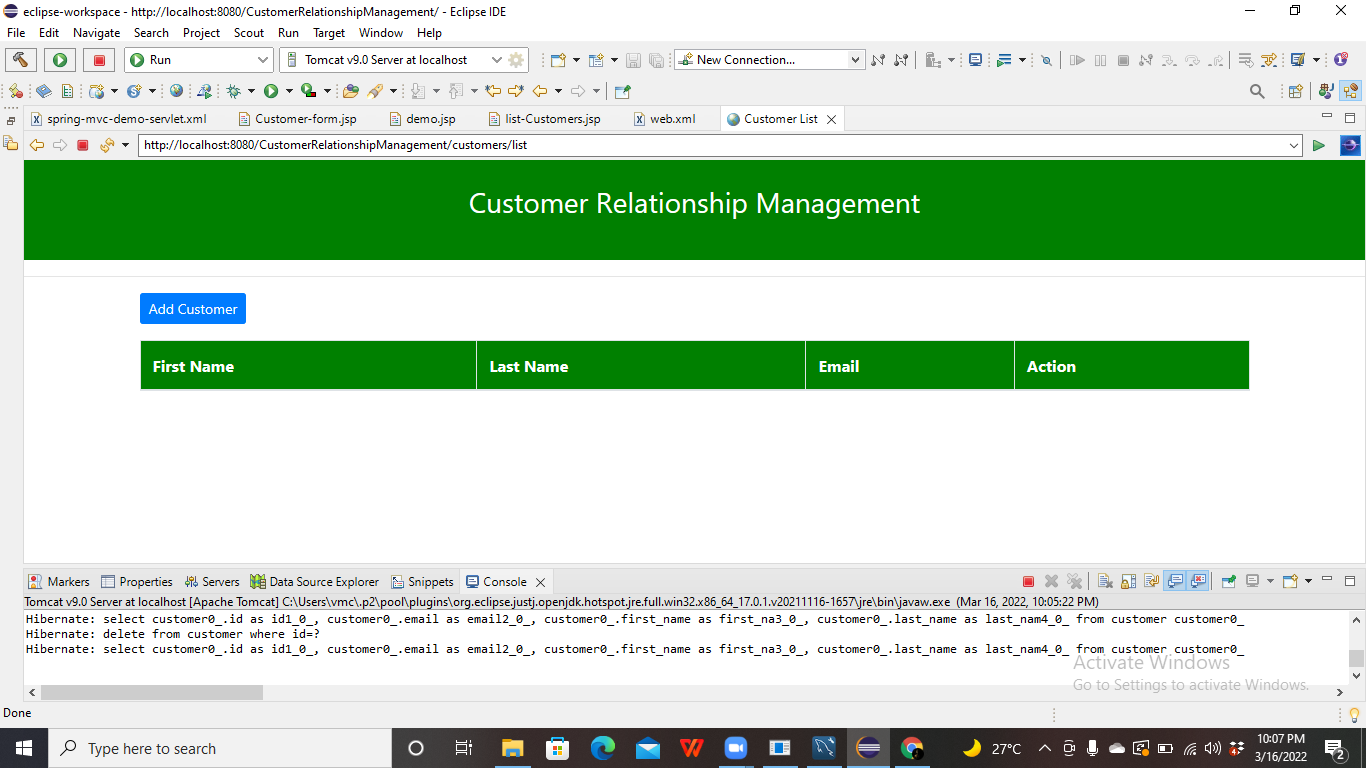 eclipse-workspace - http://localhost:8080/CustomerRelationshipManagement/ - Eclipse IDE
File Edit Navigate Search Project Scout Run Target Window Help
Run Tomcat v9.0 Server at localhost New Connection...
spring-mvc-demo-servlet.xml Customer-form.jsp demo.jsp list-Customers.jsp web.xml Customer List
http://localhost:8080/CustomerRelationshipManagement/customers/list
Customer Relationship Management
Add Customer
First Name Last Name Email Action
Markers Properties Servers Data Source Explorer Snippets Console
Tomcat v9.0 Server at localhost [Apache Tomcat] C:\Users\vmc\.p2\pool\plugins\org.eclipse.justj.openjdk.hotspot.jre.full.win32.x86_64_17.0.1.v20211116-1657\jre\bin\javaw.exe (Mar 16, 2022, 10:05:22 PM)
Hibernate: select customer0_.id as id1_0_, customer0_.email as email2_0_, customer0_.first_name as first_na3_0_, customer0_.last_name as last_nam4_0_ from customer customer0_
Hibernate: delete from customer where id=?
Hibernate: select customer0_.id as id1_0_, customer0_.email as email2_0_, customer0_.first_name as first_na3_0_, customer0_.last_name as last_nam4_0_ from customer customer0_
Activate Windows
Go to Settings to activate Windows.
Done
Type here to search
27°C
10:07 PM
3/16/2022
2